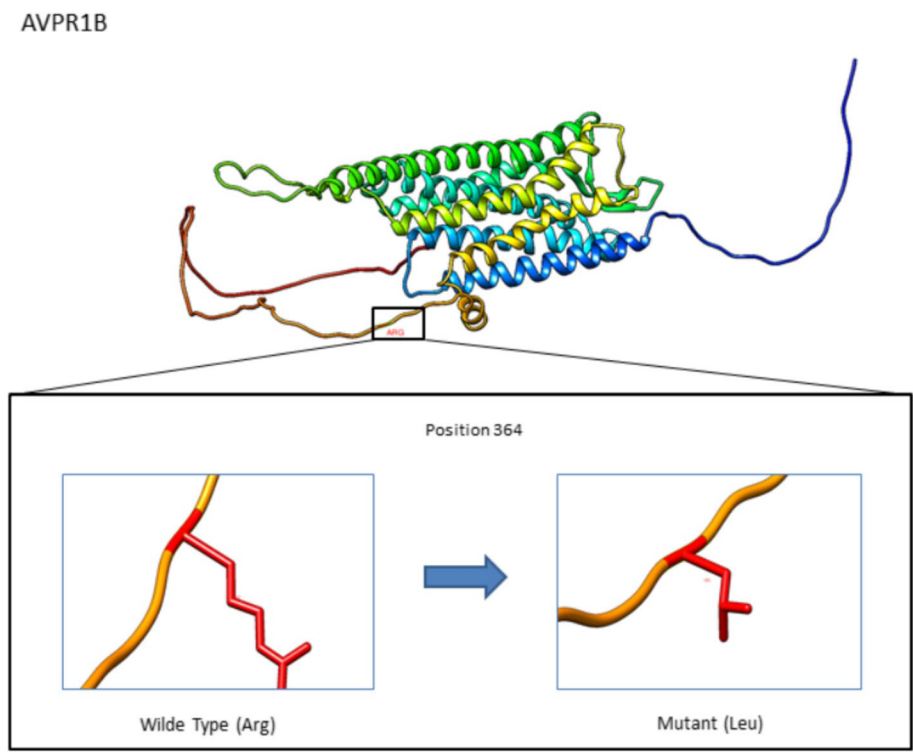 AVPR1B
ARG
Position 364
Wilde Type (Arg)
Mutant (Leu)